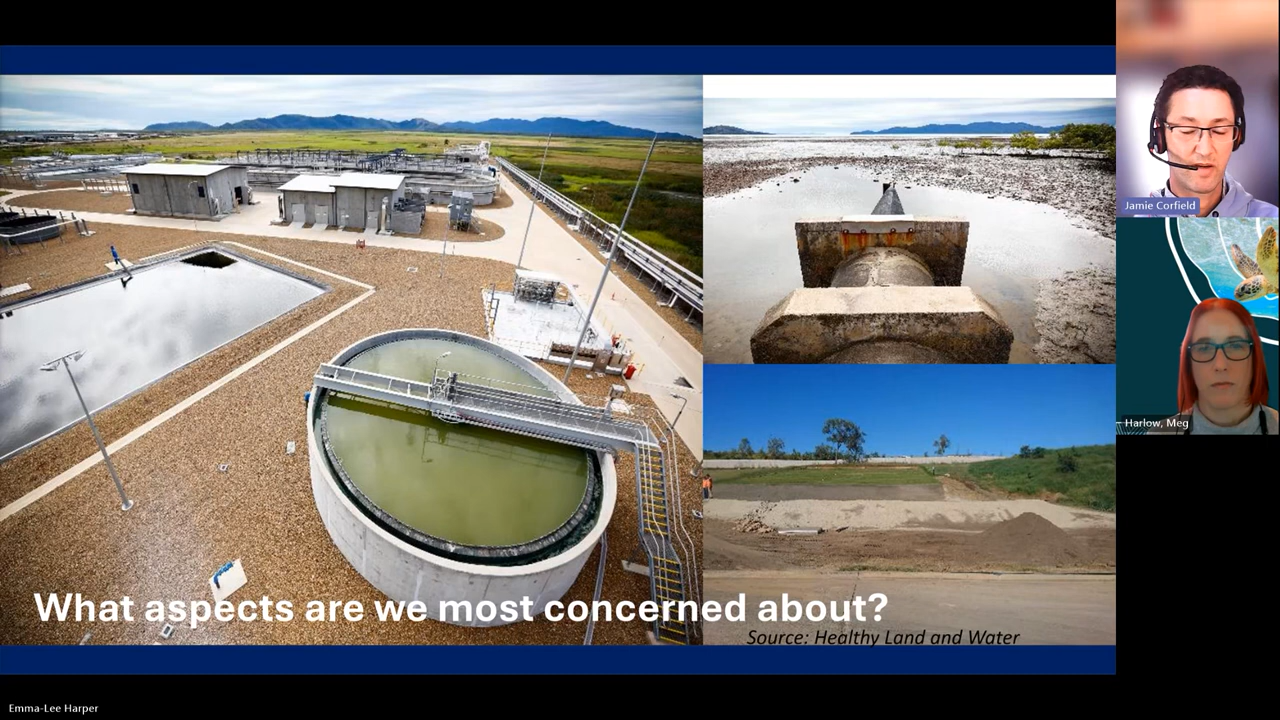 What aspects are we most concerned about?
Source: Healthy Land and Water
Jamie Corfield
Harlow, Meg
Emma-Lee Harper